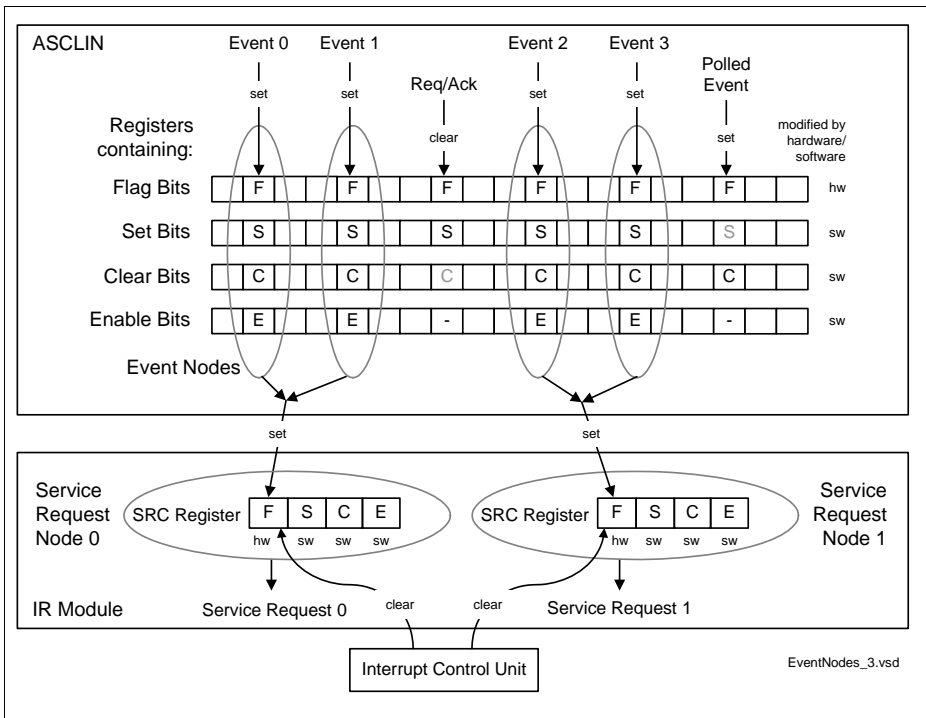 ASCLIN
Event 0
Event 1
Event 2
Event 3
Polled
Event
Req/Ack
set
set
clear
set
set
set
modified by
hardware/
software
Registers
containing:
Flag Bits F F F F F F hw
Set Bits S S S S S S sw
Clear Bits C C C C C C sw
Enable Bits E E - E E - sw
Event Nodes
set
set
Service
Request
Node 0
SRC Register F S C E
hw sw sw sw
Service Request 0
SRC Register F S C E
hw sw sw sw
Service Request 1
Service
Request
Node 1
clear
clear
IR Module
Interrupt Control Unit
EventNodes_3.vsd